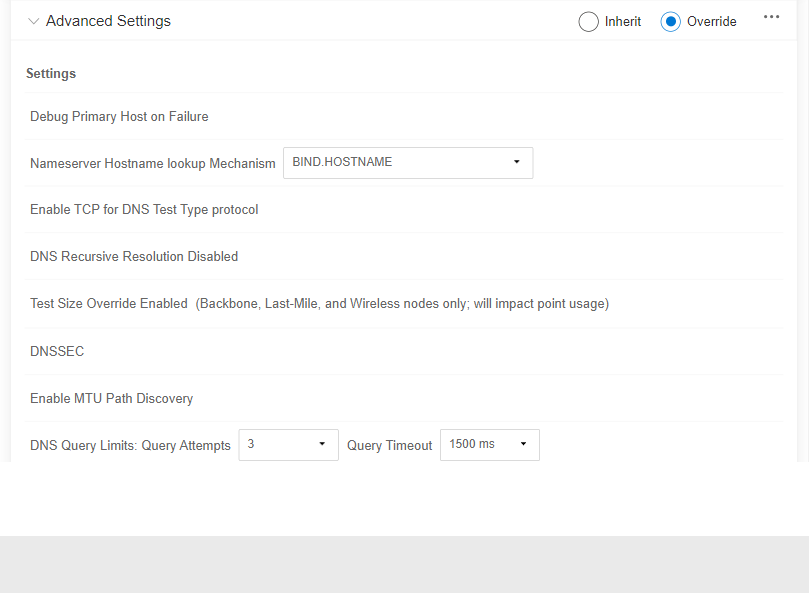 Advanced Settings Inherit Override
Settings
Debug Primary Host on Failure
Nameserver Hostname lookup Mechanism BIND.HOSTNAME
Enable TCP for DNS Test Type protocol
DNS Recursive Resolution Disabled
Test Size Override Enabled (Backbone, Last-Mile, and Wireless nodes only; will impact point usage)
DNSSEC
Enable MTU Path Discovery
DNS Query Limits: Query Attempts 3 Query Timeout 1500 ms